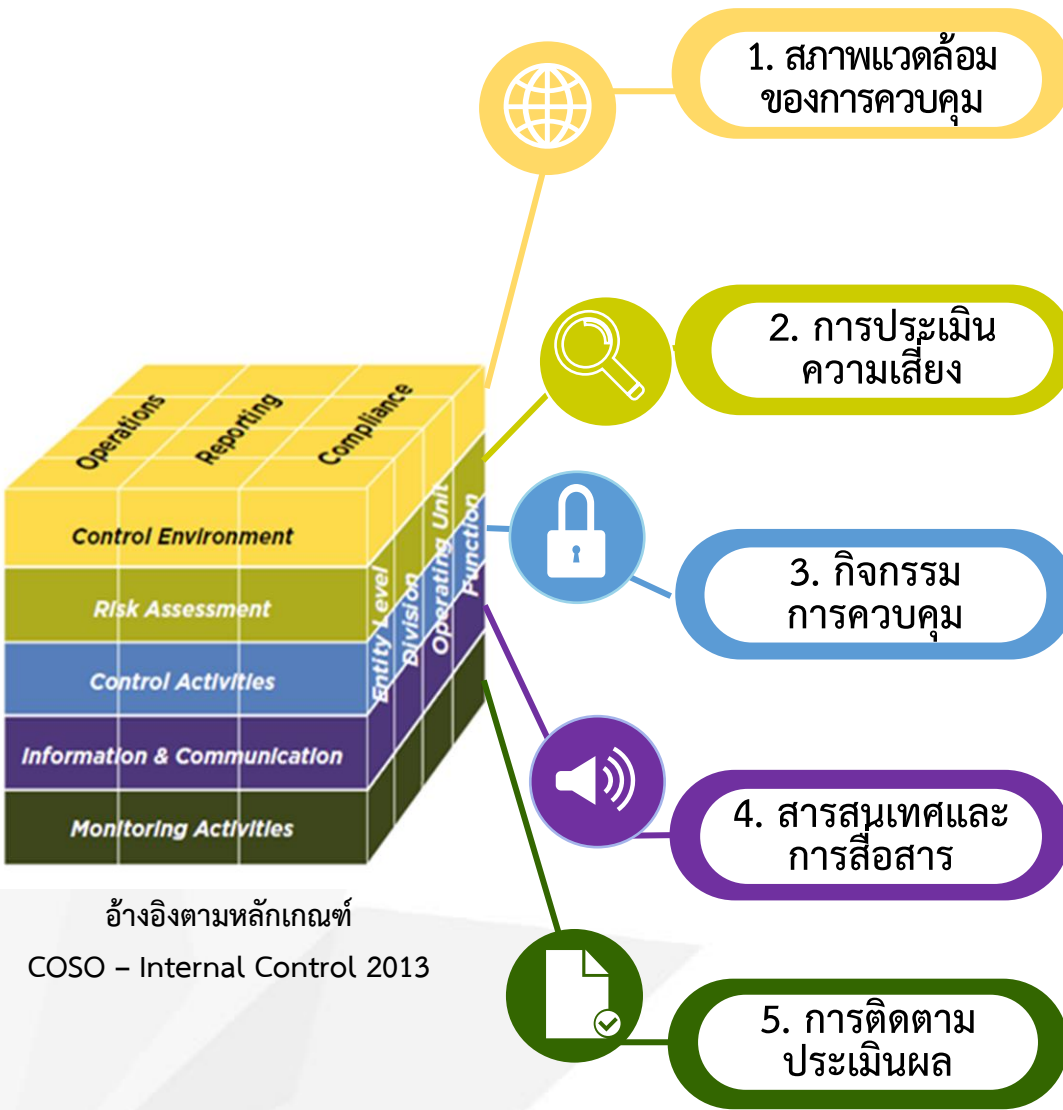 Operations
Reporting
Compliance
Control Environment
Risk Assessment
Control Activities
Information & Communication
Monitoring Activities
Entity Level
Division
Operating Unit
Function
อ้างอิงตามหลักเกณฑ์
COSO – Internal Control 2013
1. สภาพแวดล้อม
ของการควบคุม
2. การประเมิน
ความเสี่ยง
3. กิจกรรม
การควบคุม
4. สารสนเทศและ
การสื่อสาร
5. การติดตาม
ประเมินผล